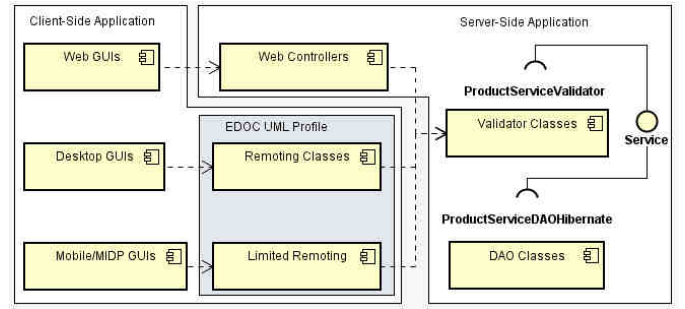 Client-Side Application
Server-Side Application
Web GUIs
Web Controllers
ProductServiceValidator
EDOC UML Profile
Validator Classes
Service
Desktop GUIs
Remoting Classes
ProductServiceDAOHibernate
Mobile/MIDP GUIs
Limited Remoting
DAO Classes